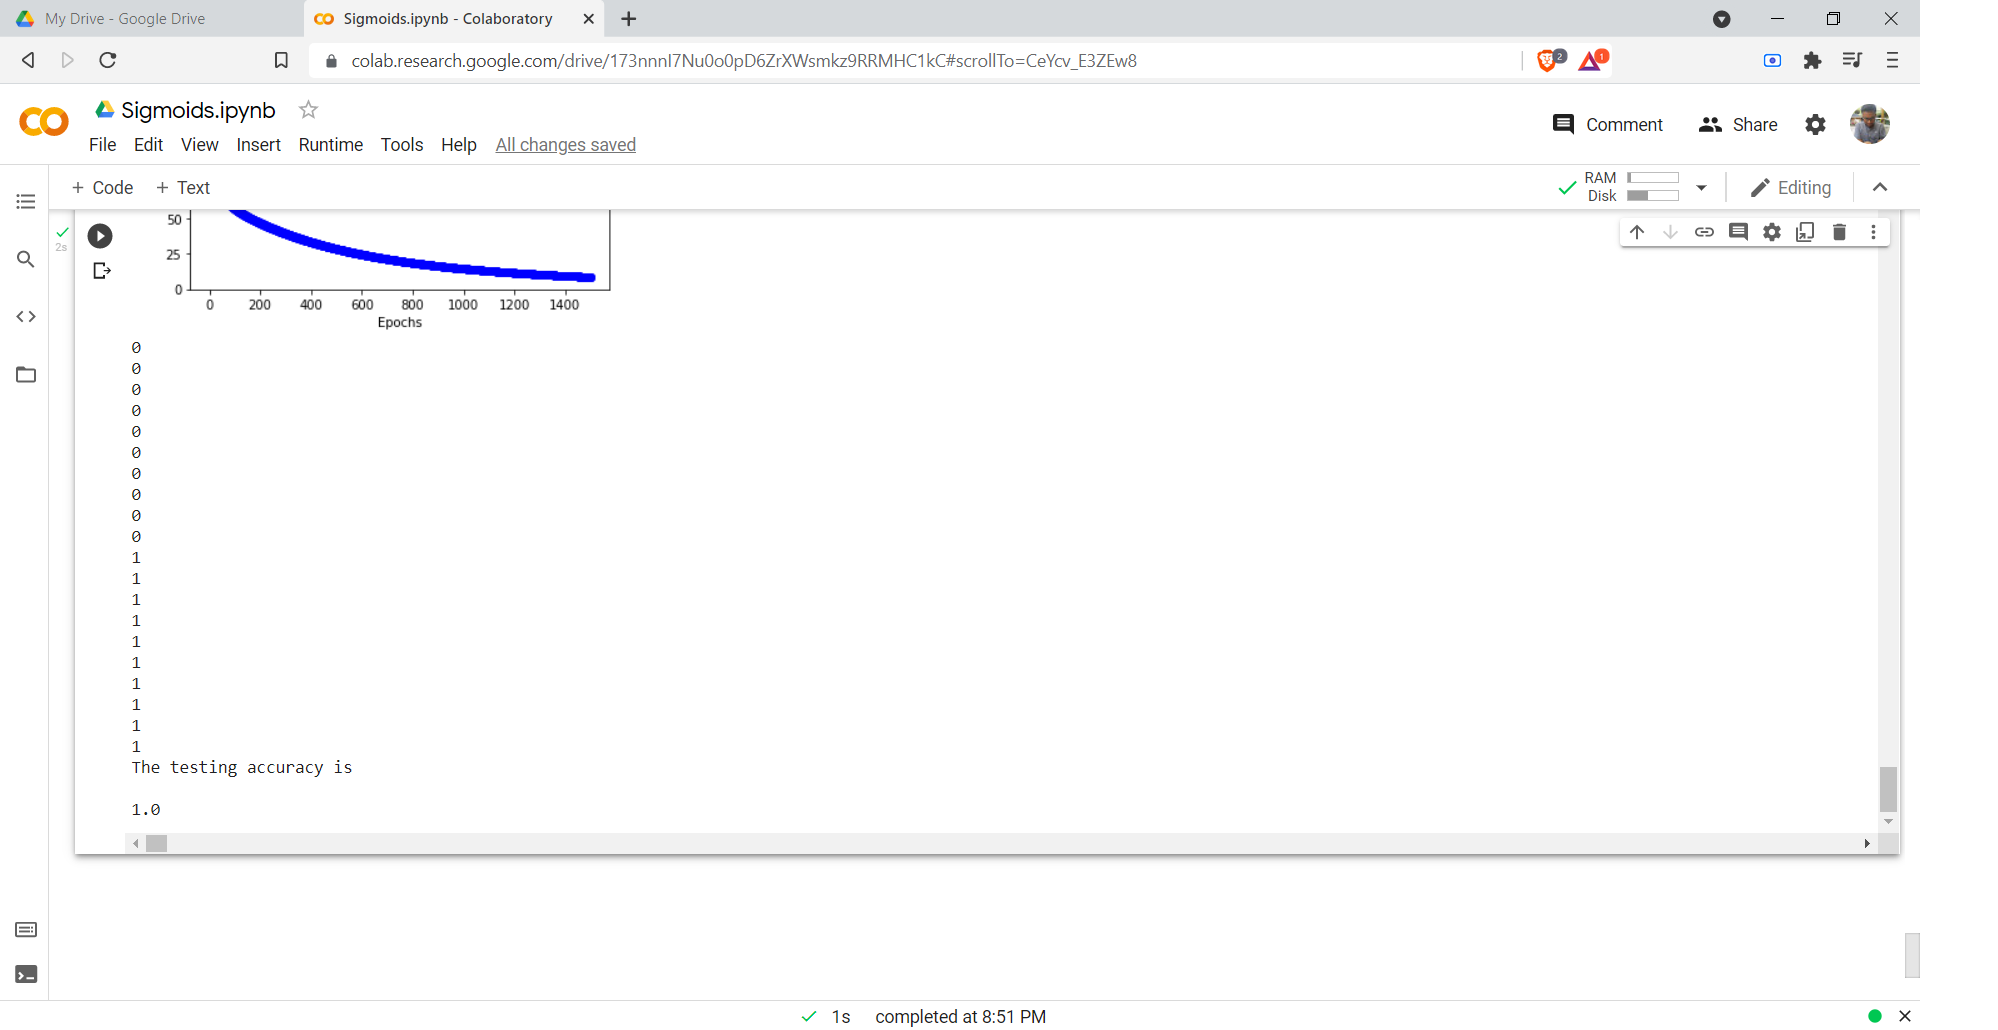 My Drive - Google Drive
Sigmoids.ipynb - Colaboratory
colab.research.google.com/drive/173nnnI7Nu0o0pD6ZrXWsmkz9RRMHC1kC#scrollTo=CeYcv_E3ZEw8
2
1
Sigmoids.ipynb
Comment
Share
File Edit View Insert Runtime Tools Help All changes saved
+ Code + Text
RAM
Disk
Editing
2s
50
25
0
0 200 400 600 800 1000 1200 1400
Epochs
0
0
0
0
0
0
0
0
0
0
1
1
1
1
1
1
1
1
1
1
The testing accuracy is
1.0
1s completed at 8:51 PM